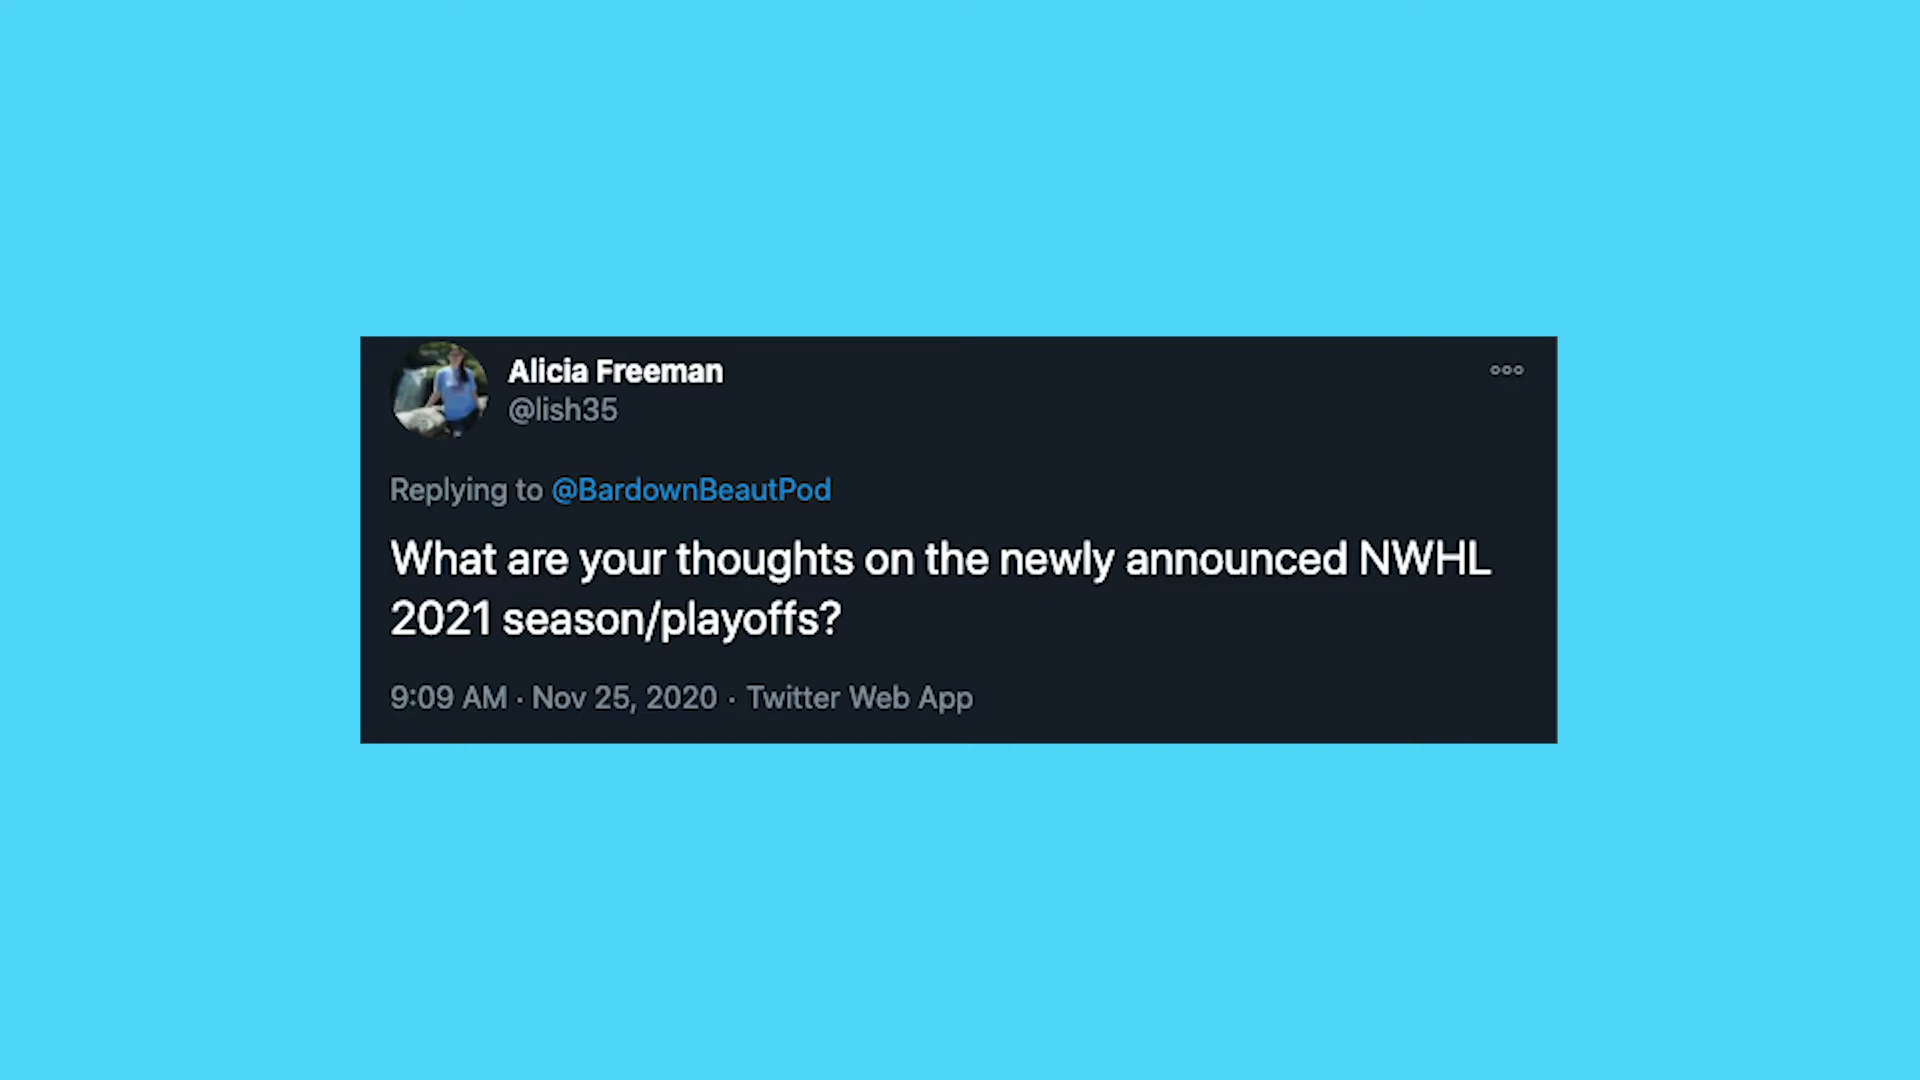 Alicia Freeman
@lish35
Replying to @BardownBeautPod
What are your thoughts on the newly announced NWHL
2021 season/playoffs?
9:09 AM · Nov 25, 2020 · Twitter Web App